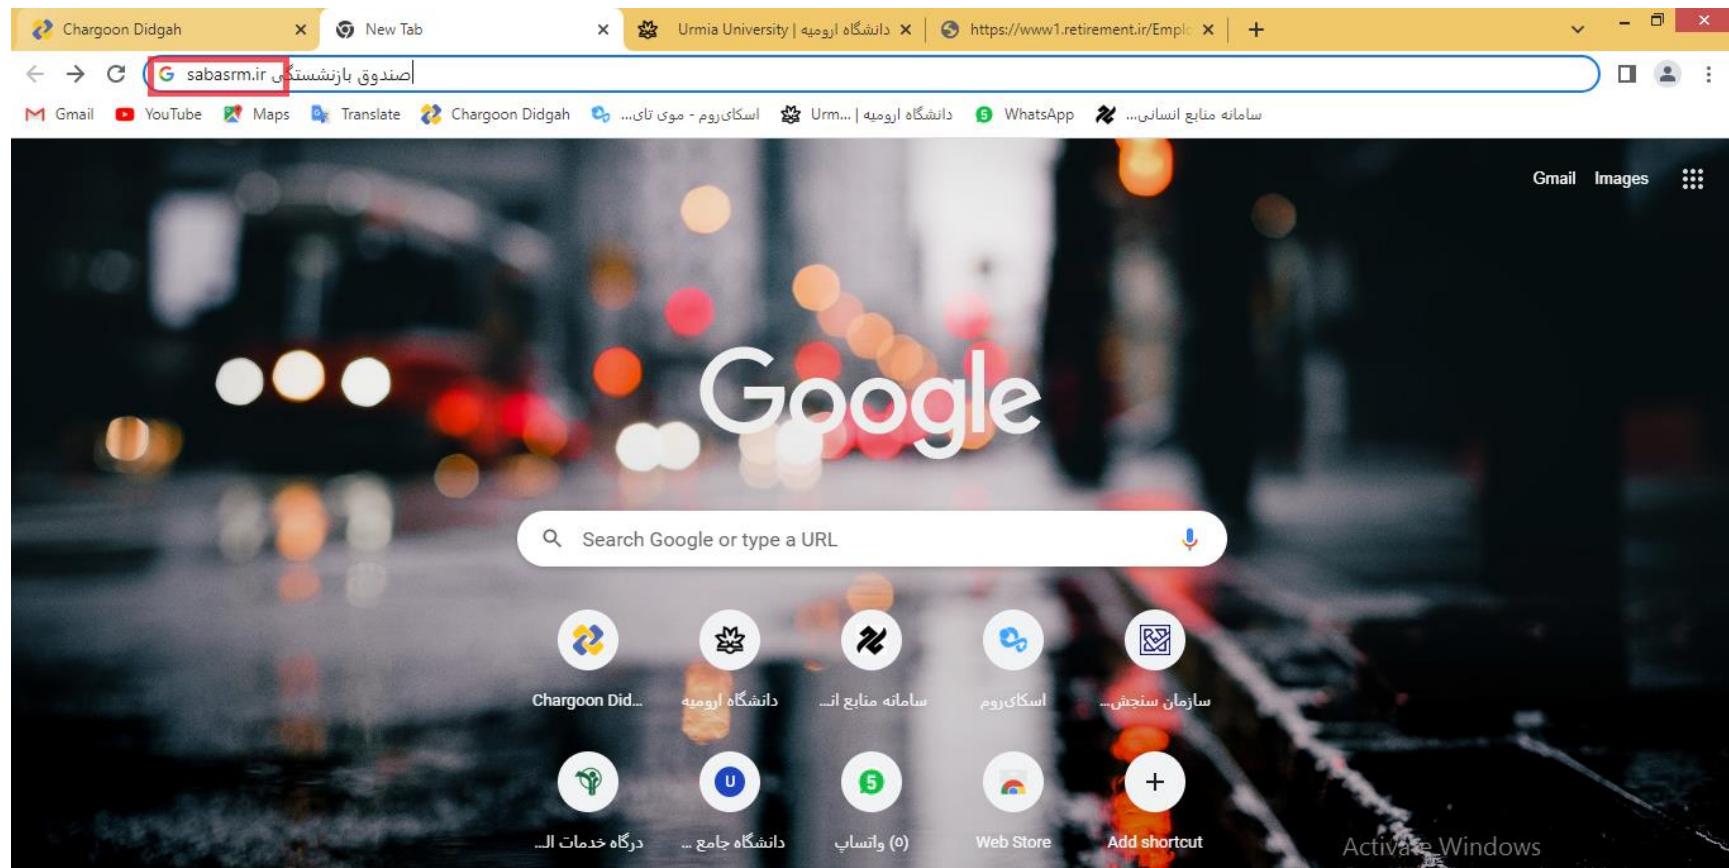 Chargoon Didgah
New Tab
Urmia University | دانشگاه ارومیه
https://www1.retirement.ir/Emplo
sabasrm.ir صندوق بازنشستگی
Gmail YouTube Maps Translate Chargoon Didgah اسکای‌روم - موی تای... دانشگاه ارومیه | Urm... WhatsApp سامانه منابع انسانی...
Gmail Images
Google
Search Google or type a URL
Chargoon Did... دانشگاه ارومیه سامانه منابع انـ... اسکای‌روم سازمان سنجش...
درگاه خدمات الـ... دانشگاه جامع ... (٥) واتساپ Web Store Add shortcut
Activate Windows